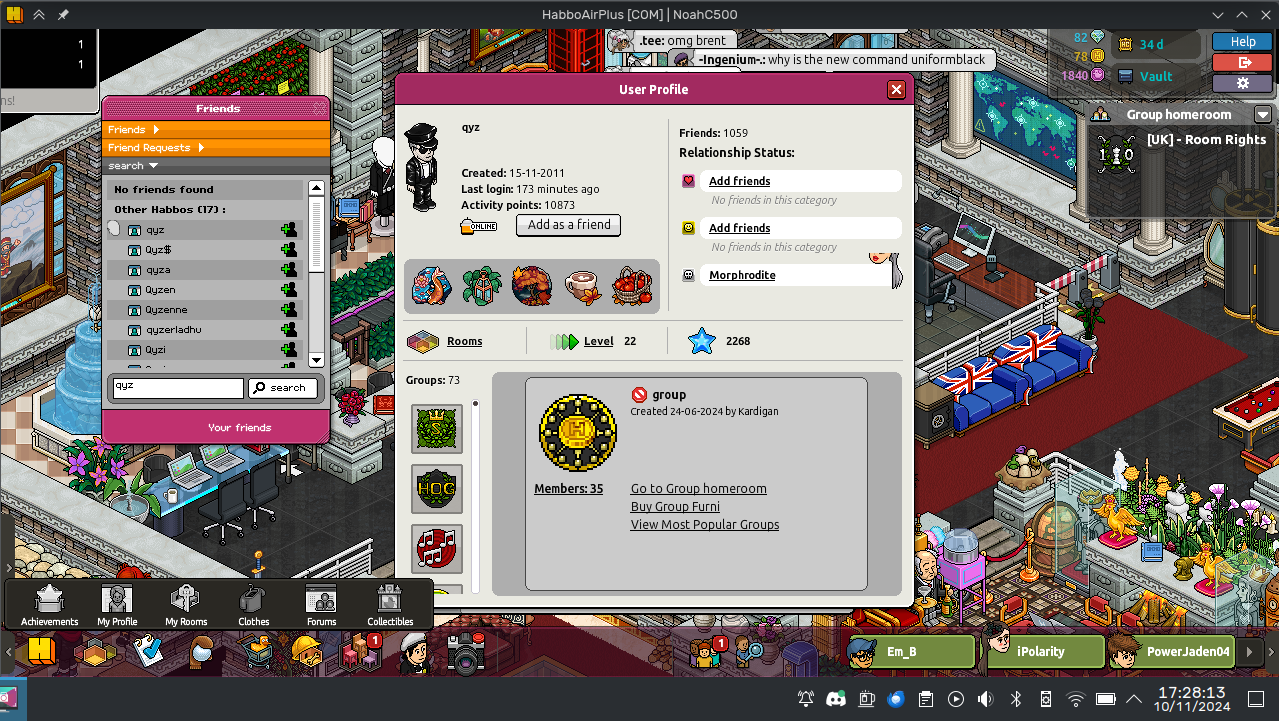 HabboAirPlus [COM] | NoahC500
1
1
ns!
.tee: omg brent
-Ingenium-.: why is the new command uniformblack
82
78
1840
34 d
Vault
Help
Group homeroom
[UK] - Room Rights
Friends
Friends
Friend Requests
search
No friends found
Other Habbos (17) :
qyz
Qyz$
qyza
Qyzen
Qyzenne
qyzerladhu
Qyzi
qyz
search
Your friends
User Profile
qyz
Created: 15-11-2011
Last login: 173 minutes ago
Activity points: 10873
ONLINE
Add as a friend
Friends: 1059
Relationship Status:
Add friends
No friends in this category
Add friends
No friends in this category
Morphrodite
Rooms
Level 22
2268
Groups: 73
S
HDC
H
group
Created 24-06-2024 by Kardigan
Members: 35
Go to Group homeroom
Buy Group Furni
View Most Popular Groups
Achievements
My Profile
My Rooms
Clothes
Forums
Collectibles
1
1
Em_B
iPolarity
PowerJaden04
17:28:13
10/11/2024